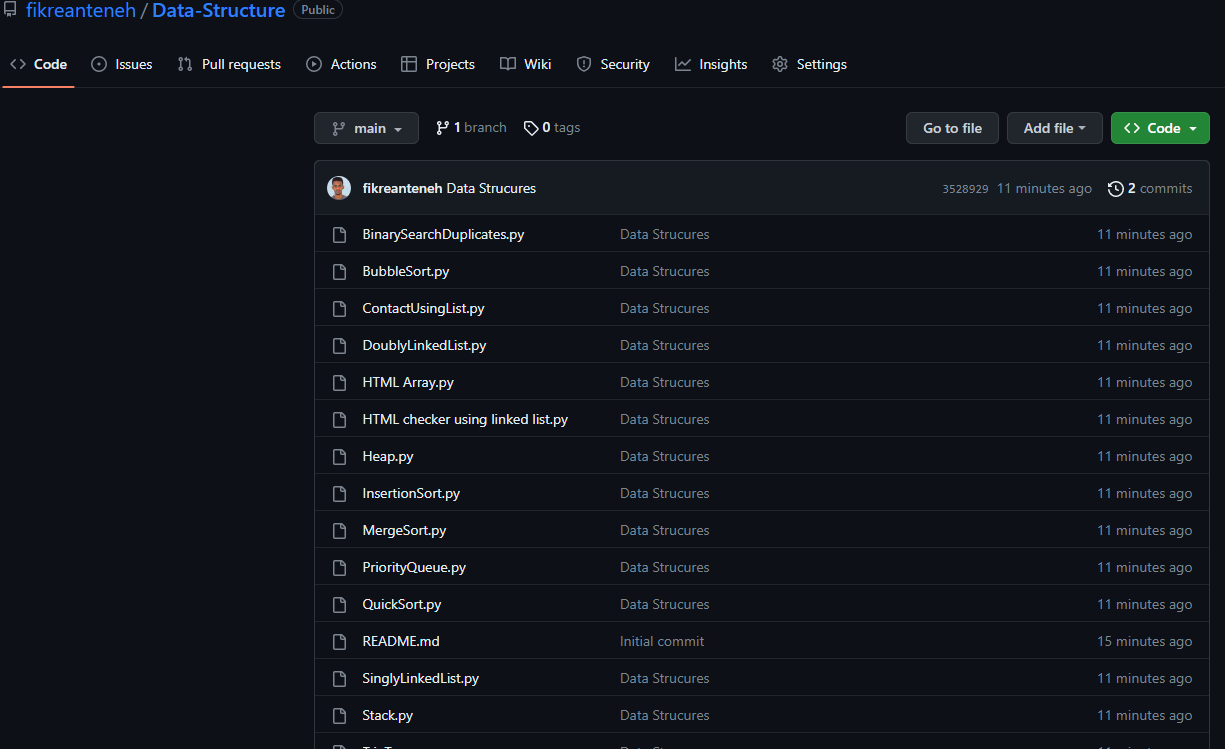 fikreanteneh / Data-Structure Public
Code Issues Pull requests Actions Projects Wiki Security Insights Settings
main 1 branch 0 tags Go to file Add file Code
fikreanteneh Data Strucures 3528929 11 minutes ago 2 commits
BinarySearchDuplicates.py Data Strucures 11 minutes ago
BubbleSort.py Data Strucures 11 minutes ago
ContactUsingList.py Data Strucures 11 minutes ago
DoublyLinkedList.py Data Strucures 11 minutes ago
HTML Array.py Data Strucures 11 minutes ago
HTML checker using linked list.py Data Strucures 11 minutes ago
Heap.py Data Strucures 11 minutes ago
InsertionSort.py Data Strucures 11 minutes ago
MergeSort.py Data Strucures 11 minutes ago
PriorityQueue.py Data Strucures 11 minutes ago
QuickSort.py Data Strucures 11 minutes ago
README.md Initial commit 15 minutes ago
SinglyLinkedList.py Data Strucures 11 minutes ago
Stack.py Data Strucures 11 minutes ago